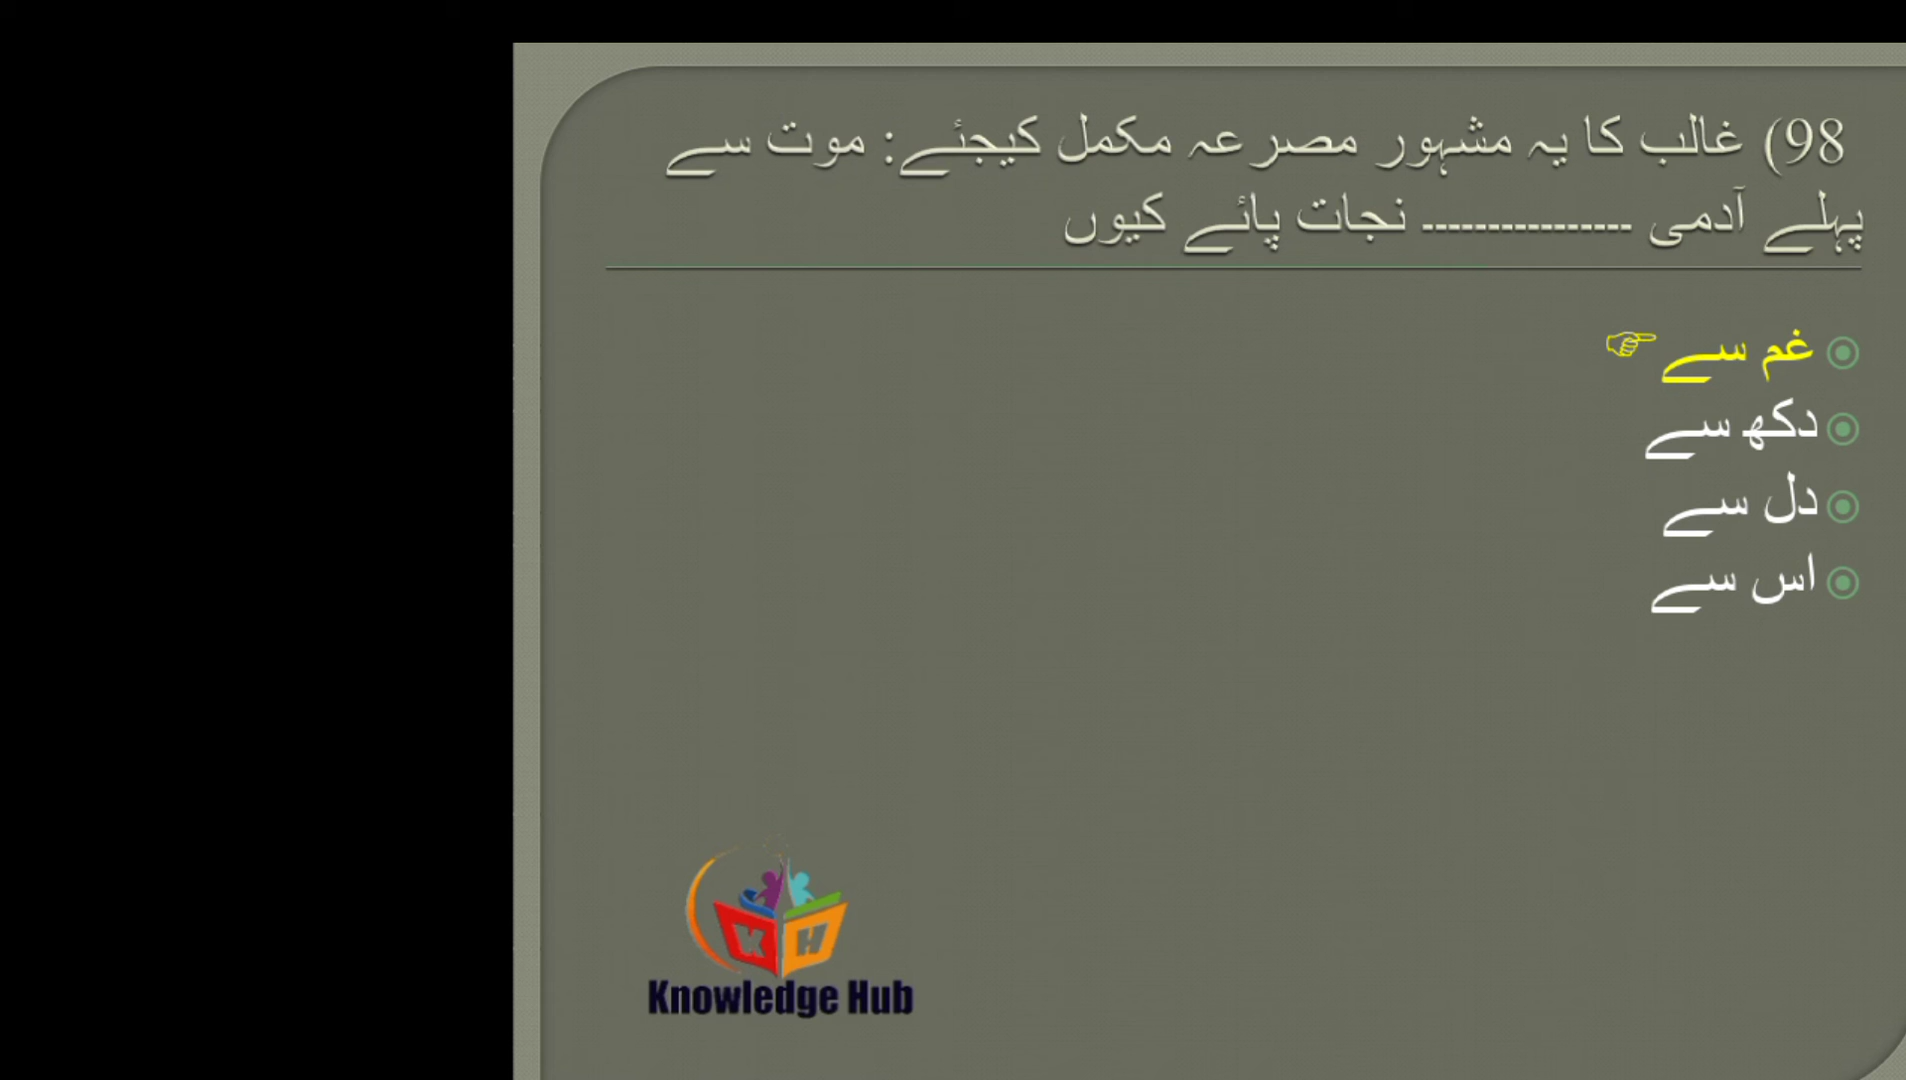 98) غالب کا یہ مشہور مصرعہ مکمل کیجئے: موت سے
پہلے آدمی ---------------- نجات پائے کیوں
غم سے
دکھ سے
دل سے
اس سے
K H
Knowledge Hub